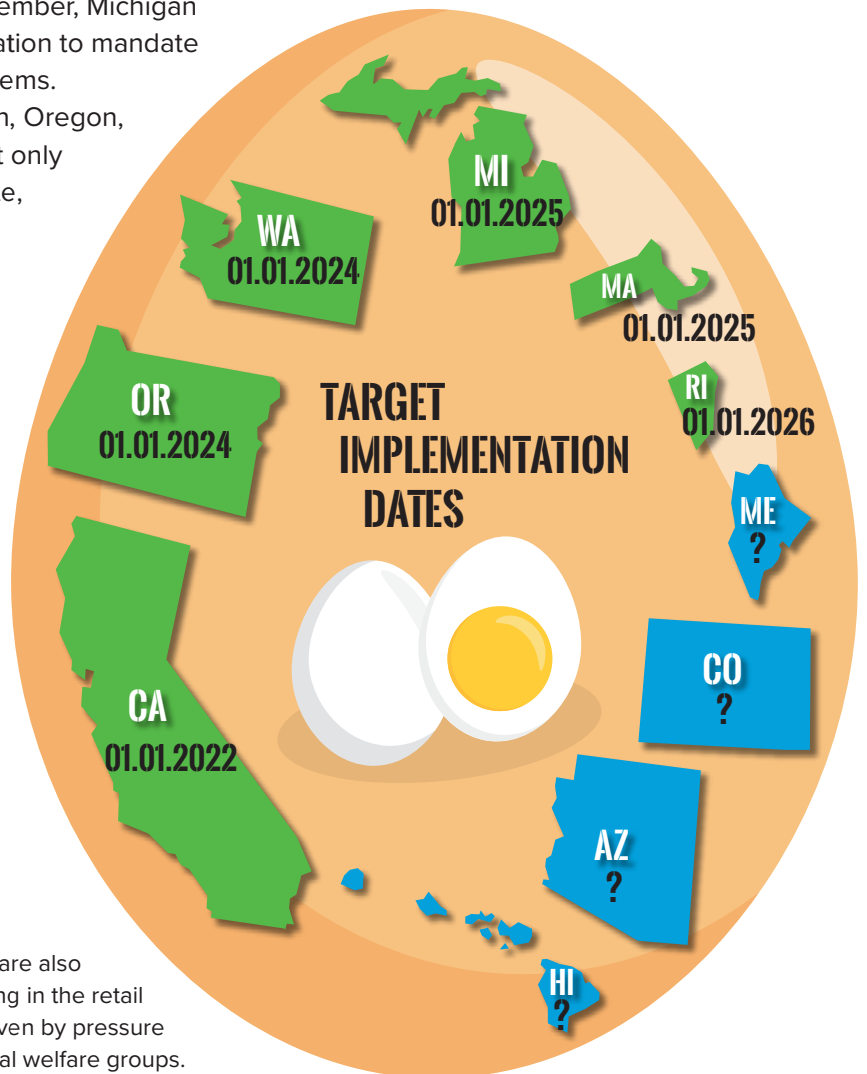 ember, Michigan
ation to mandate
ems.
n, Oregon,
t only
e,
MI
01.01.2025
WA
01.01.2024
MA
01.01.2025
OR
01.01.2024
TARGET
IMPLEMENTATION
DATES
RI
01.01.2026
ME
?
CO
?
CA
01.01.2022
AZ
?
HI
?
are also
ng in the retail
ven by pressure
al welfare groups.